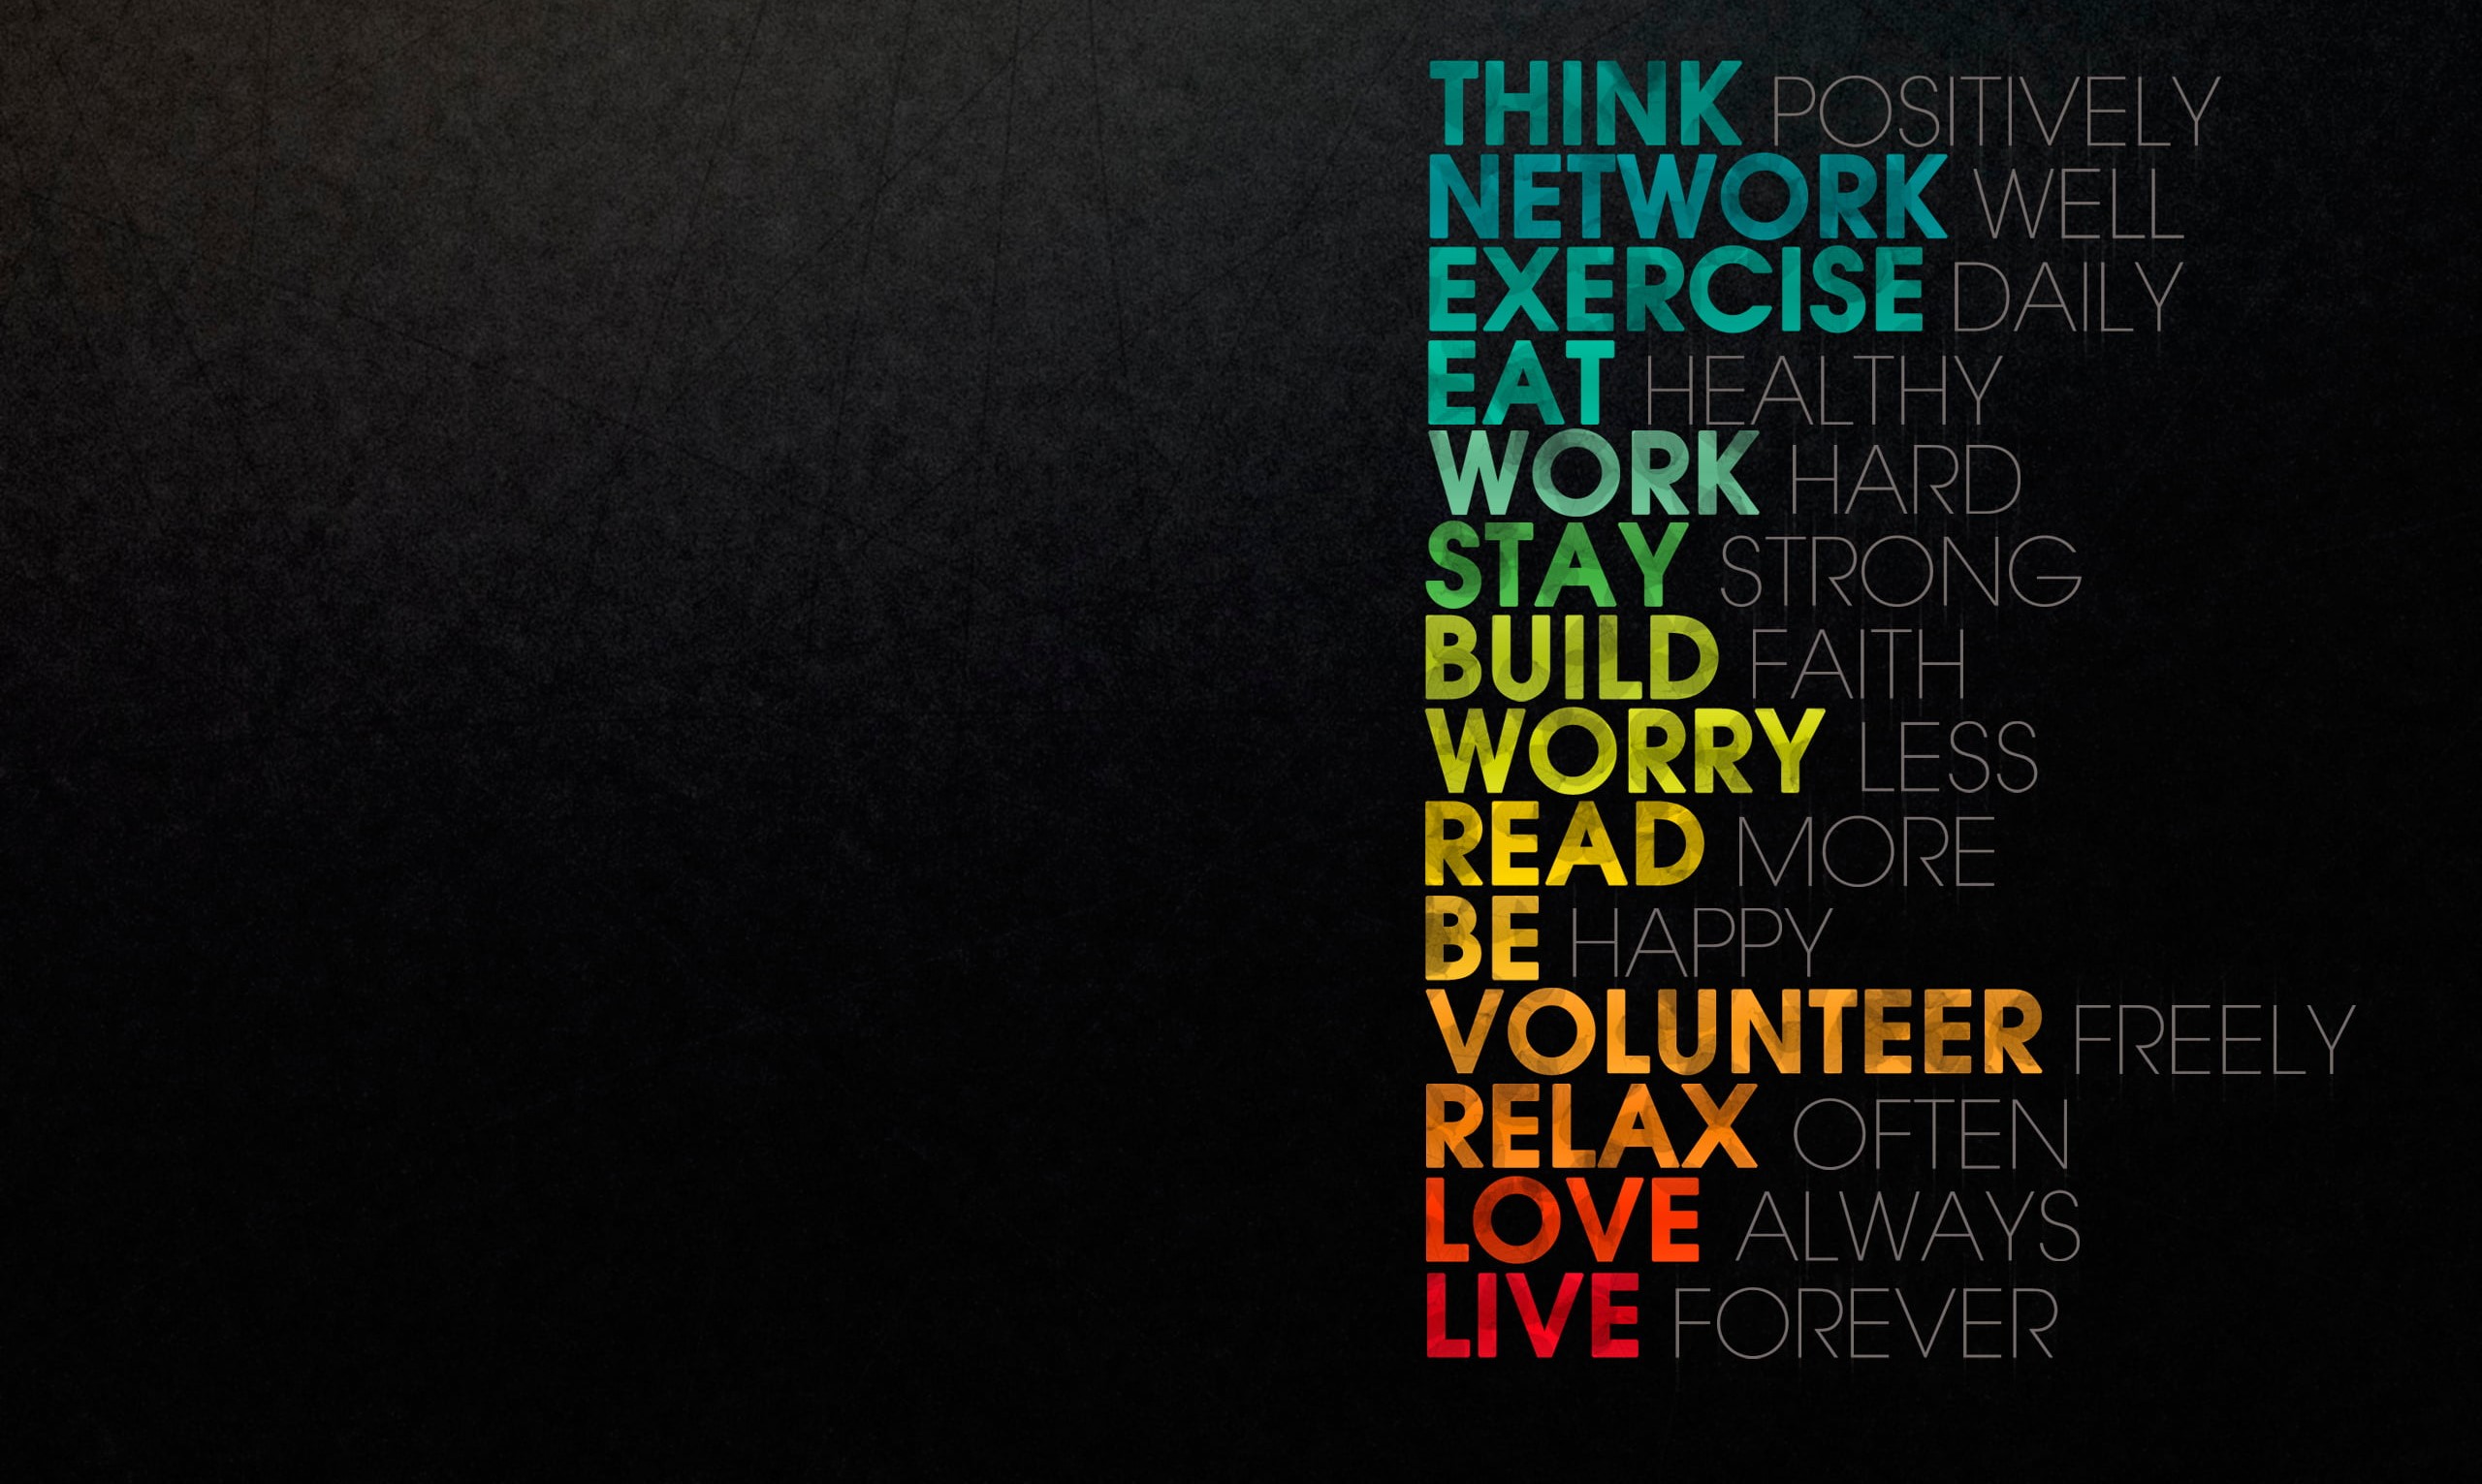 THINK POSITIVELY
NETWORK WELL
EXERCISE DAILY
EAT HEALTHY
WORK HARD
STAY STRONG
BUILD FAITH
WORRY LESS
READ MORE
BE HAPPY
VOLUNTEER FREELY
RELAX OFTEN
LOVE ALWAYS
LIVE FOREVER